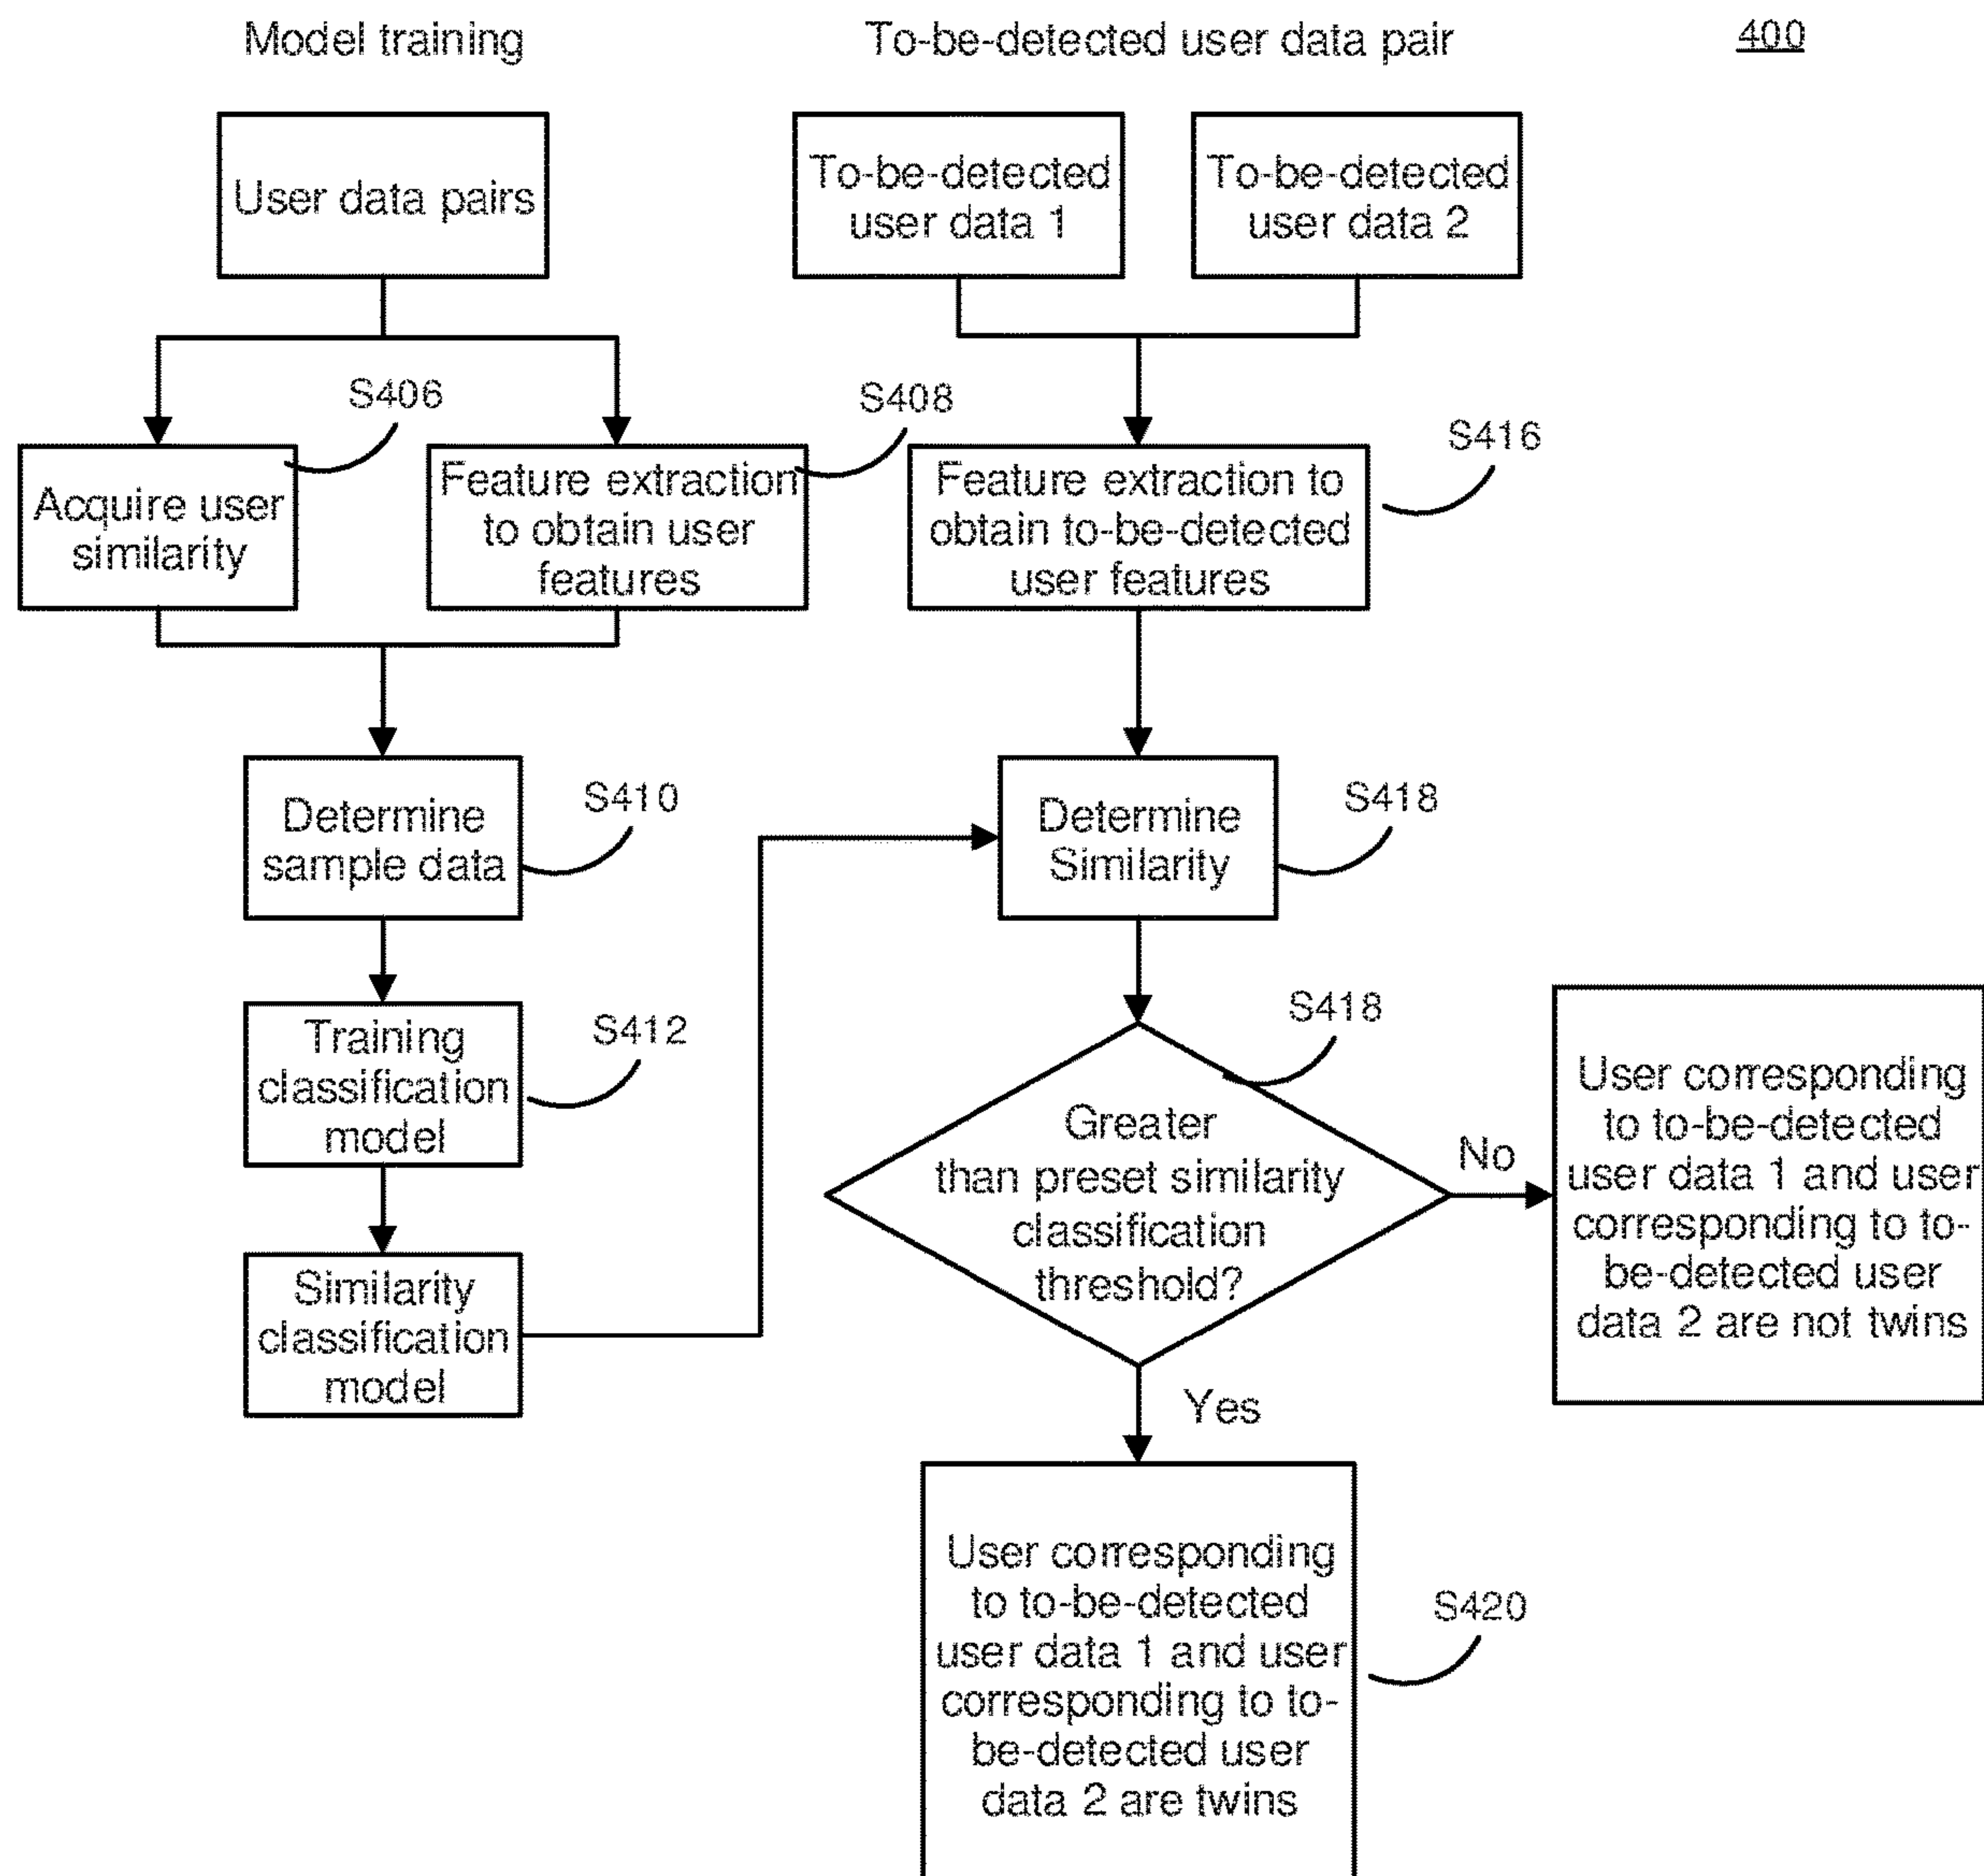 Model training
To-be-detected user data pair
400
User data pairs
To-be-detected
user data 1
To-be-detected
user data 2
S406
S408
S416
Acquire user
similarity
Feature extraction
to obtain user
features
Feature extraction to
obtain to-be-detected
user features
Determine
sample data
S410
Determine
Similarity
S418
Training
classification
model
S412
S418
Greater
than preset similarity
classification
threshold?
No
User corresponding
to to-be-detected
user data 1 and user
corresponding to to-
be-detected user
data 2 are not twins
Similarity
classification
model
Yes
User corresponding
to to-be-detected
user data 1 and user
corresponding to to-
be-detected user
data 2 are twins
S420